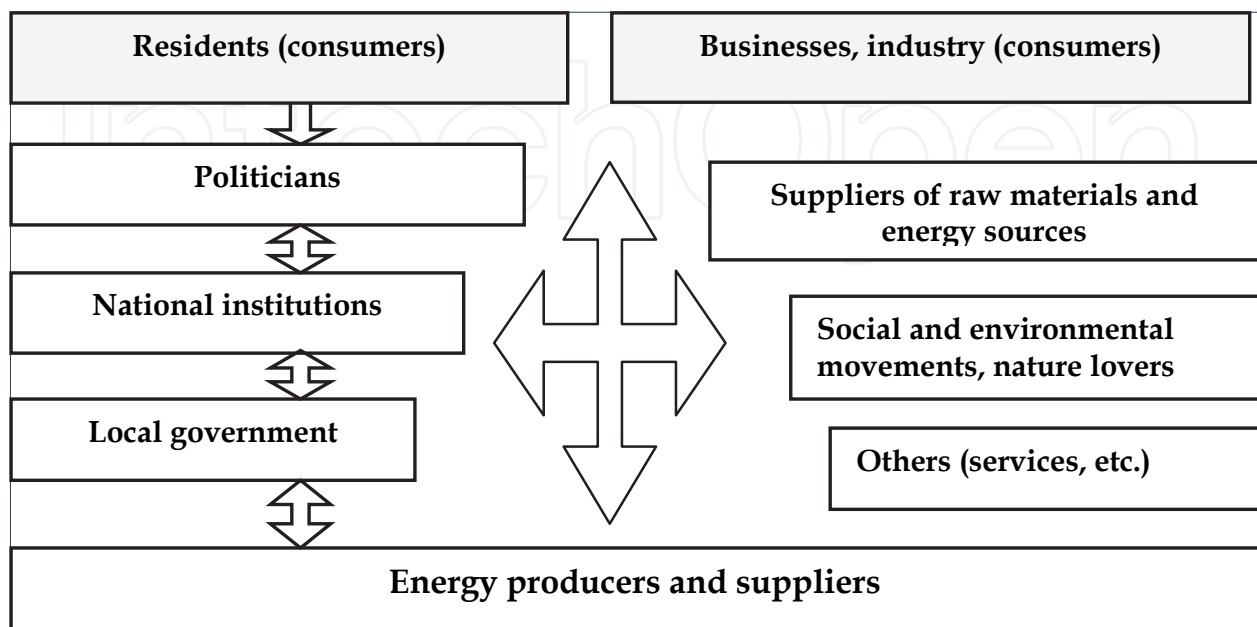 Residents (consumers)
Businesses, industry (consumers)
IntechOpen
Politicians
Suppliers of raw materials and
energy sources
National institutions
Social and environmental
movements, nature lovers
Local government
Others (services, etc.)
Energy producers and suppliers